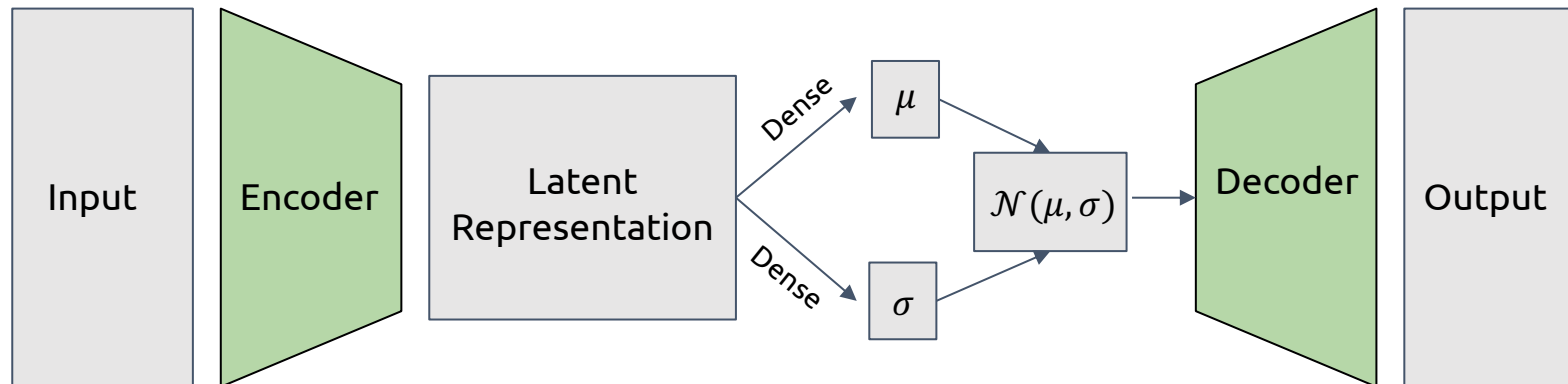 Input
Encoder
Latent
Representation
Dense
Dense
μ
σ
𝒩(μ, σ)
Decoder
Output